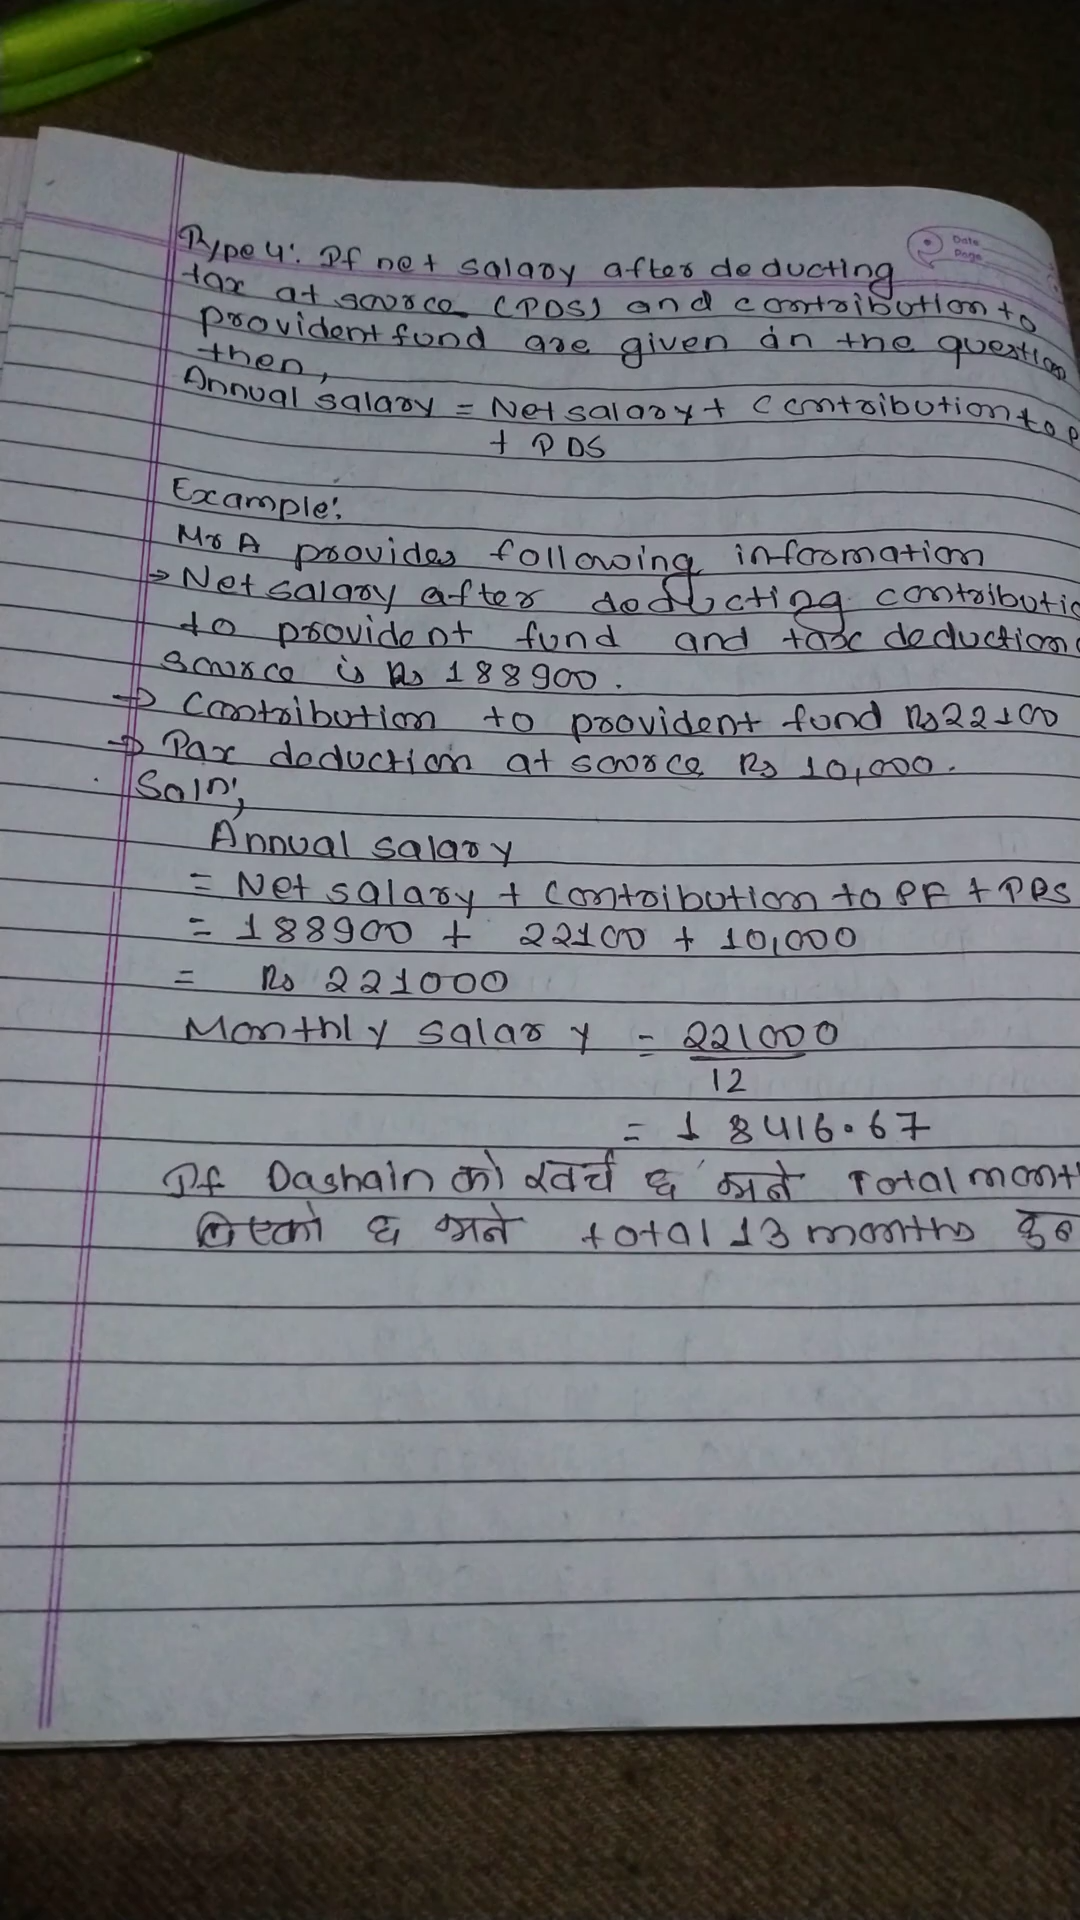 Type 4: If net salary after deducting
Date
Page
tax at source (TDS) and contribution to
provident fund are given in the question
then,
Annual salary = Net salary + Contribution to P
+ TDS
Example:
Mr A provides following information
→ Net salary after deducting contributio
to provident fund and tax deduction
source is Rs 188900.
→ Contribution to provident fund Rs 22100
→ Tax deduction at source Rs 10,000.
Soln;
Annual salary
= Net salary + Contribution to PF + TDS
= 188900 + 22100 + 10,000
= Rs 221000
Monthly salary = 221000
12
= 18416.67
If Dashain को खर्च छ भने Total mont
लिएको छ भने total 13 months